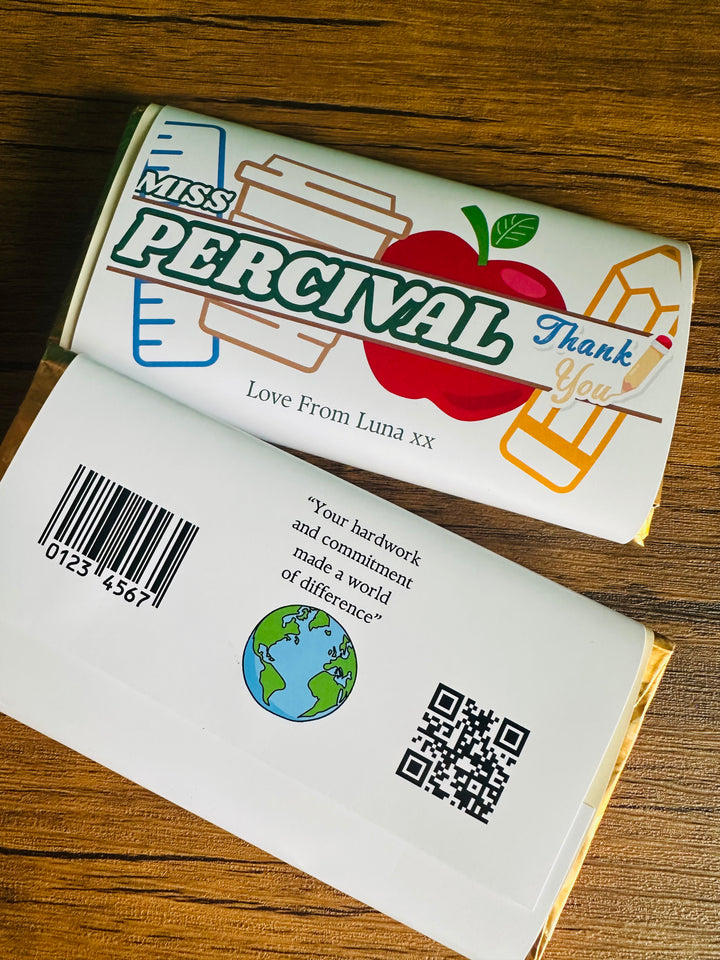 MISS
PERCIVAL
Thank
You
Love From Luna xx
0123 4567
“Your hardwork
and commitment
made a world
of difference”